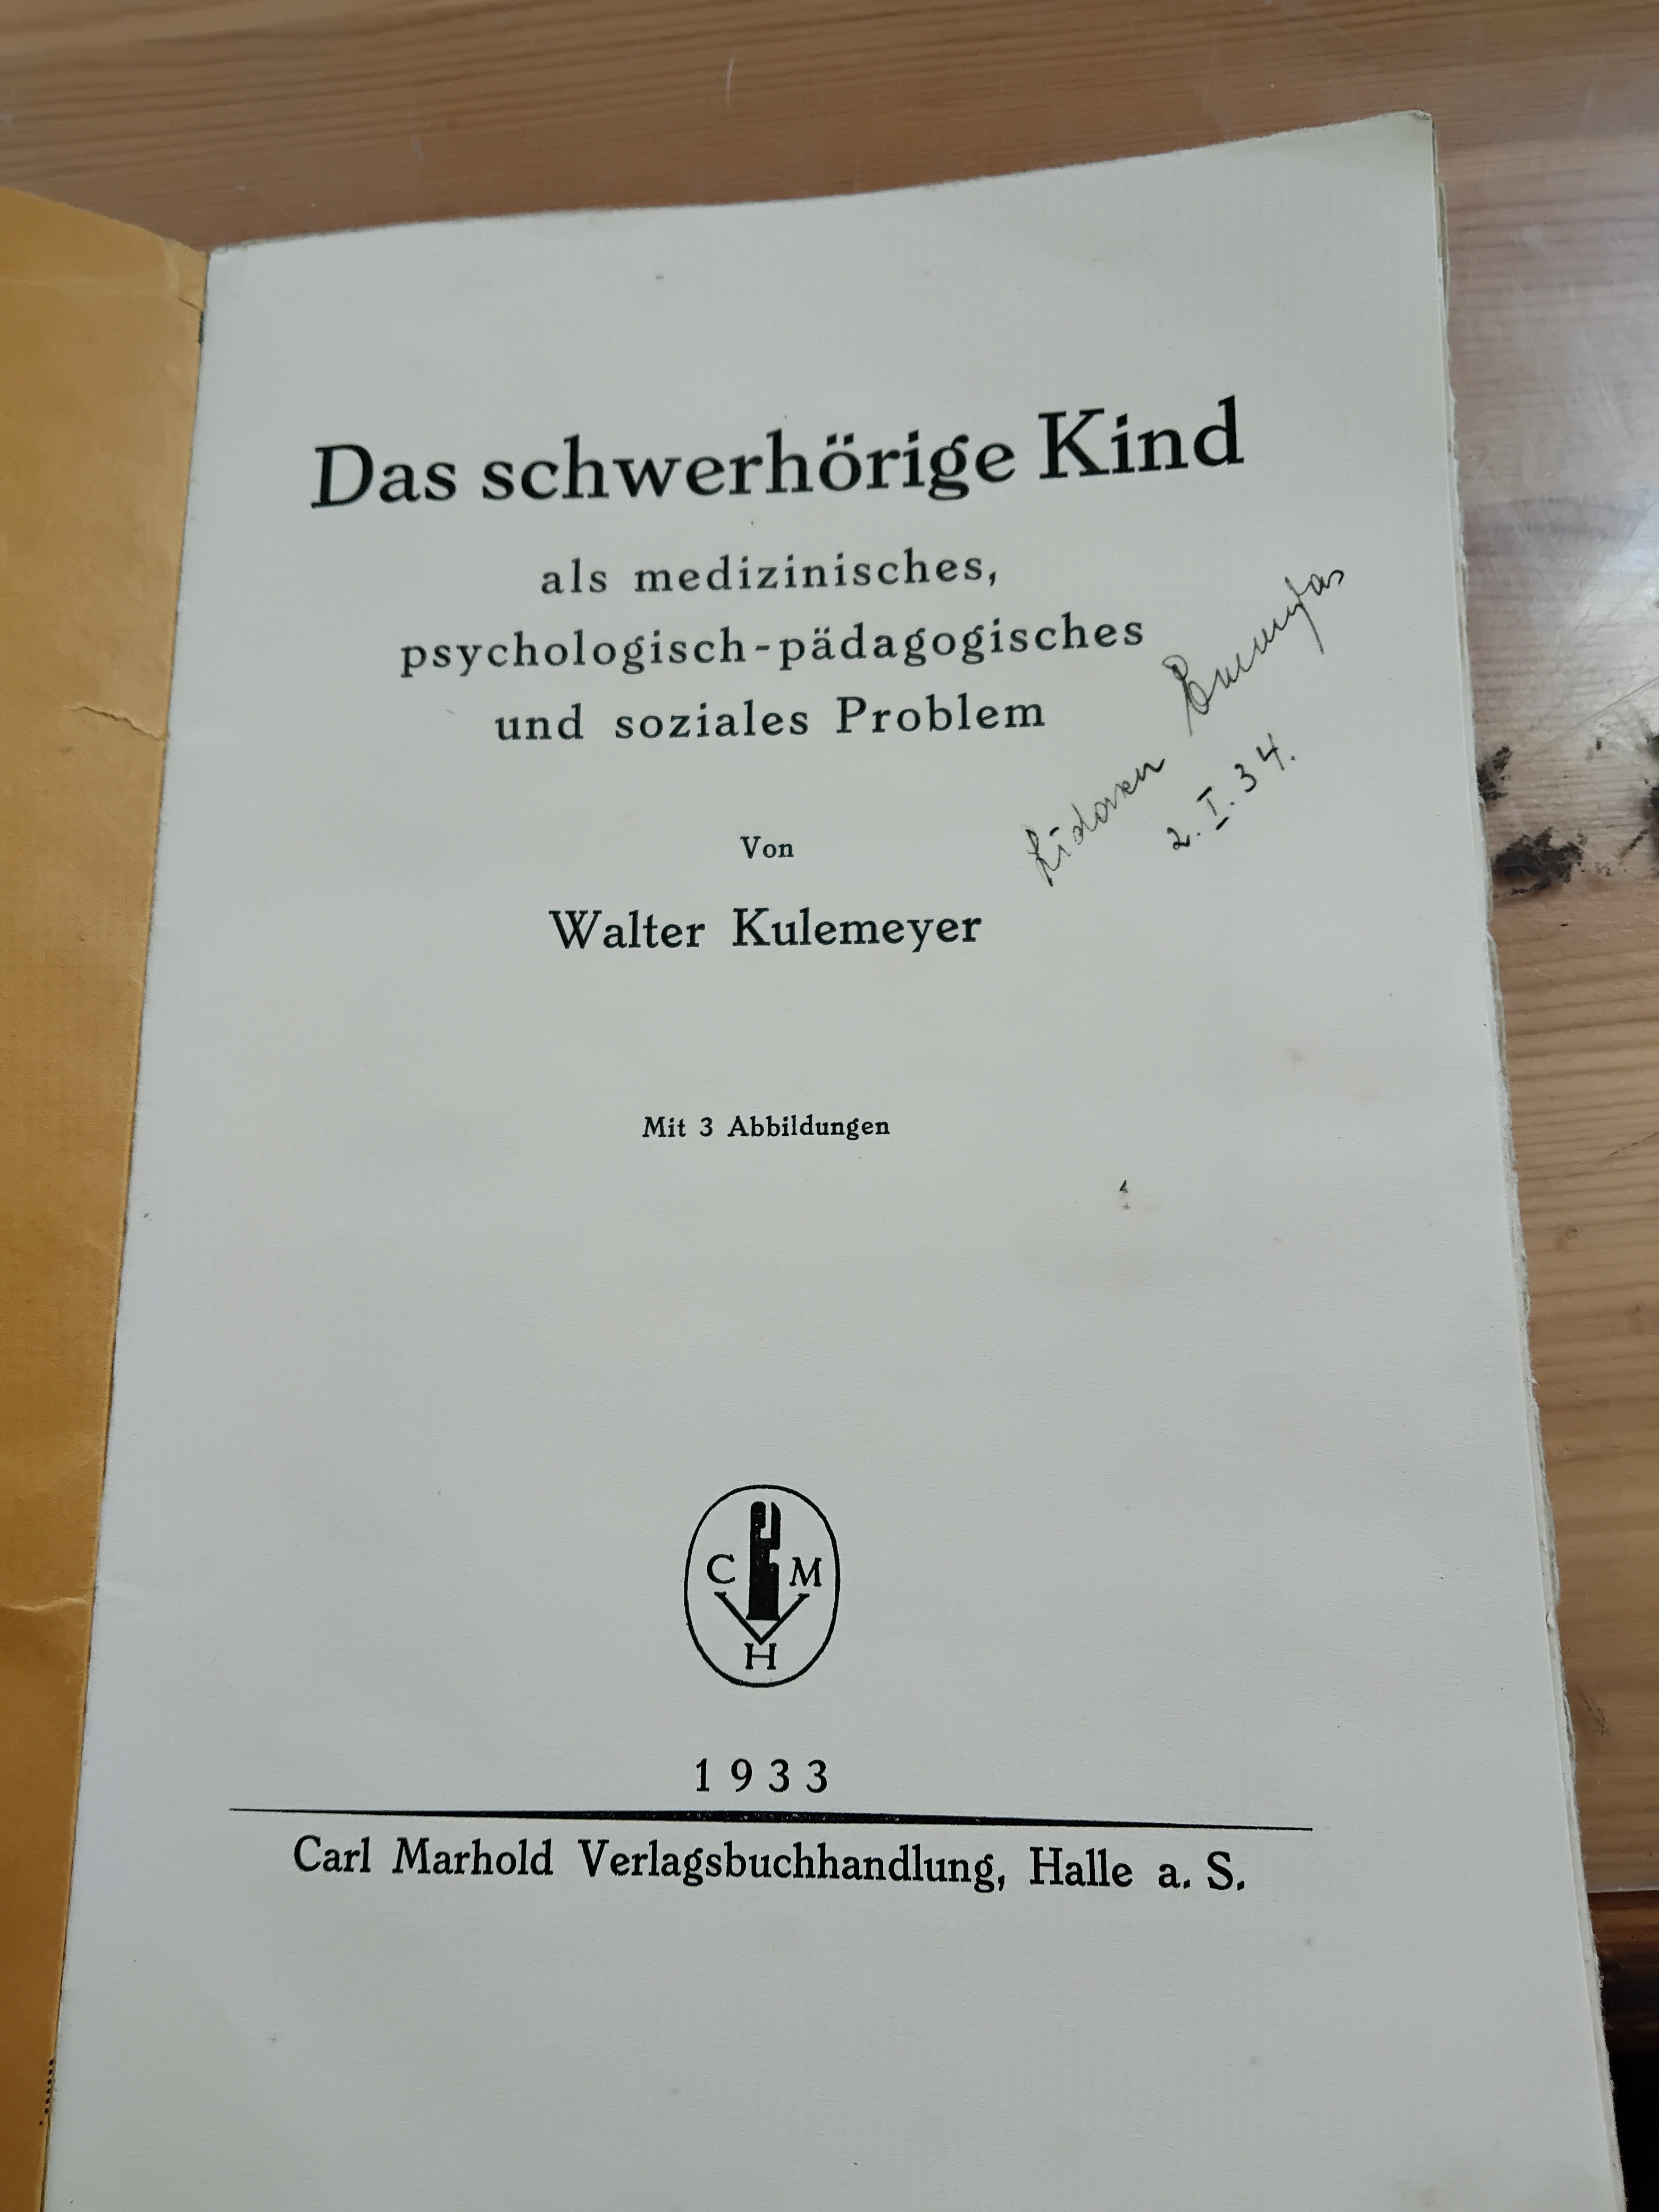 Das schwerhörige Kind
als medizinisches,
psychologisch-pädagogisches
und soziales Problem
Von
Walter Kulemeyer
2. I. 34.
Mit 3 Abbildungen
C M
V
H
1933
Carl Marhold Verlagsbuchhandlung, Halle a. S.